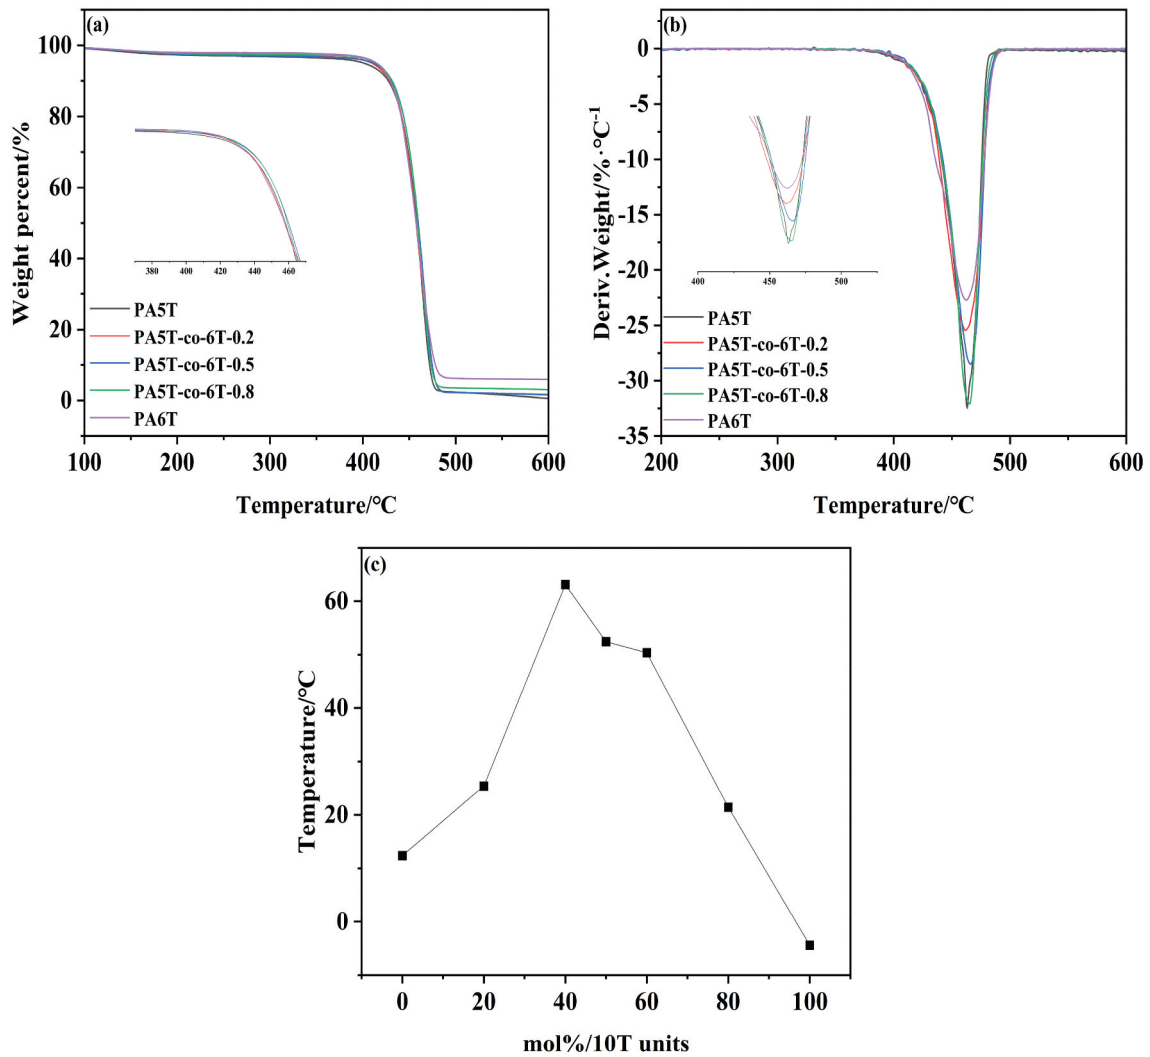 (a)
Weight percent/%
100
80
60
40
20
0
380 400 420 440 460
PA5T
PA5T-co-6T-0.2
PA5T-co-6T-0.5
PA5T-co-6T-0.8
PA6T
100 200 300 400 500 600
Temperature/°C
(b)
Deriv.Weight/%·°C⁻¹
0
-5
-10
-15
-20
-25
-30
-35
400 450 500
PA5T
PA5T-co-6T-0.2
PA5T-co-6T-0.5
PA5T-co-6T-0.8
PA6T
200 300 400 500 600
Temperature/°C
(c)
Temperature/°C
60
40
20
0
0 20 40 60 80 100
mol%/10T units